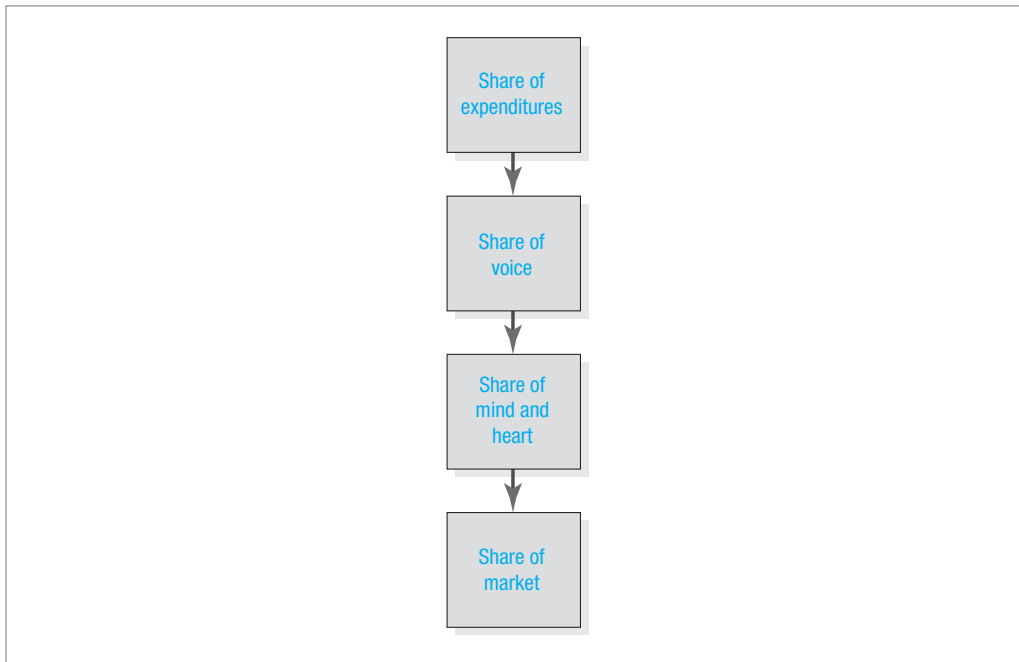 Share of
expenditures
Share of
voice
Share of
mind and
heart
Share of
market